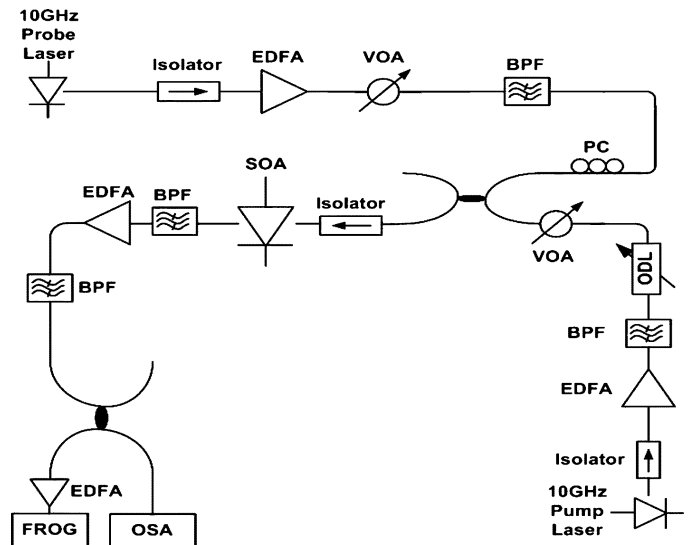 10GHz
Probe
Laser
Isolator
EDFA
VOA
BPF
PC
SOA
EDFA
BPF
Isolator
VOA
ODL
BPF
BPF
EDFA
Isolator
10GHz
Pump
Laser
EDFA
FROG
OSA